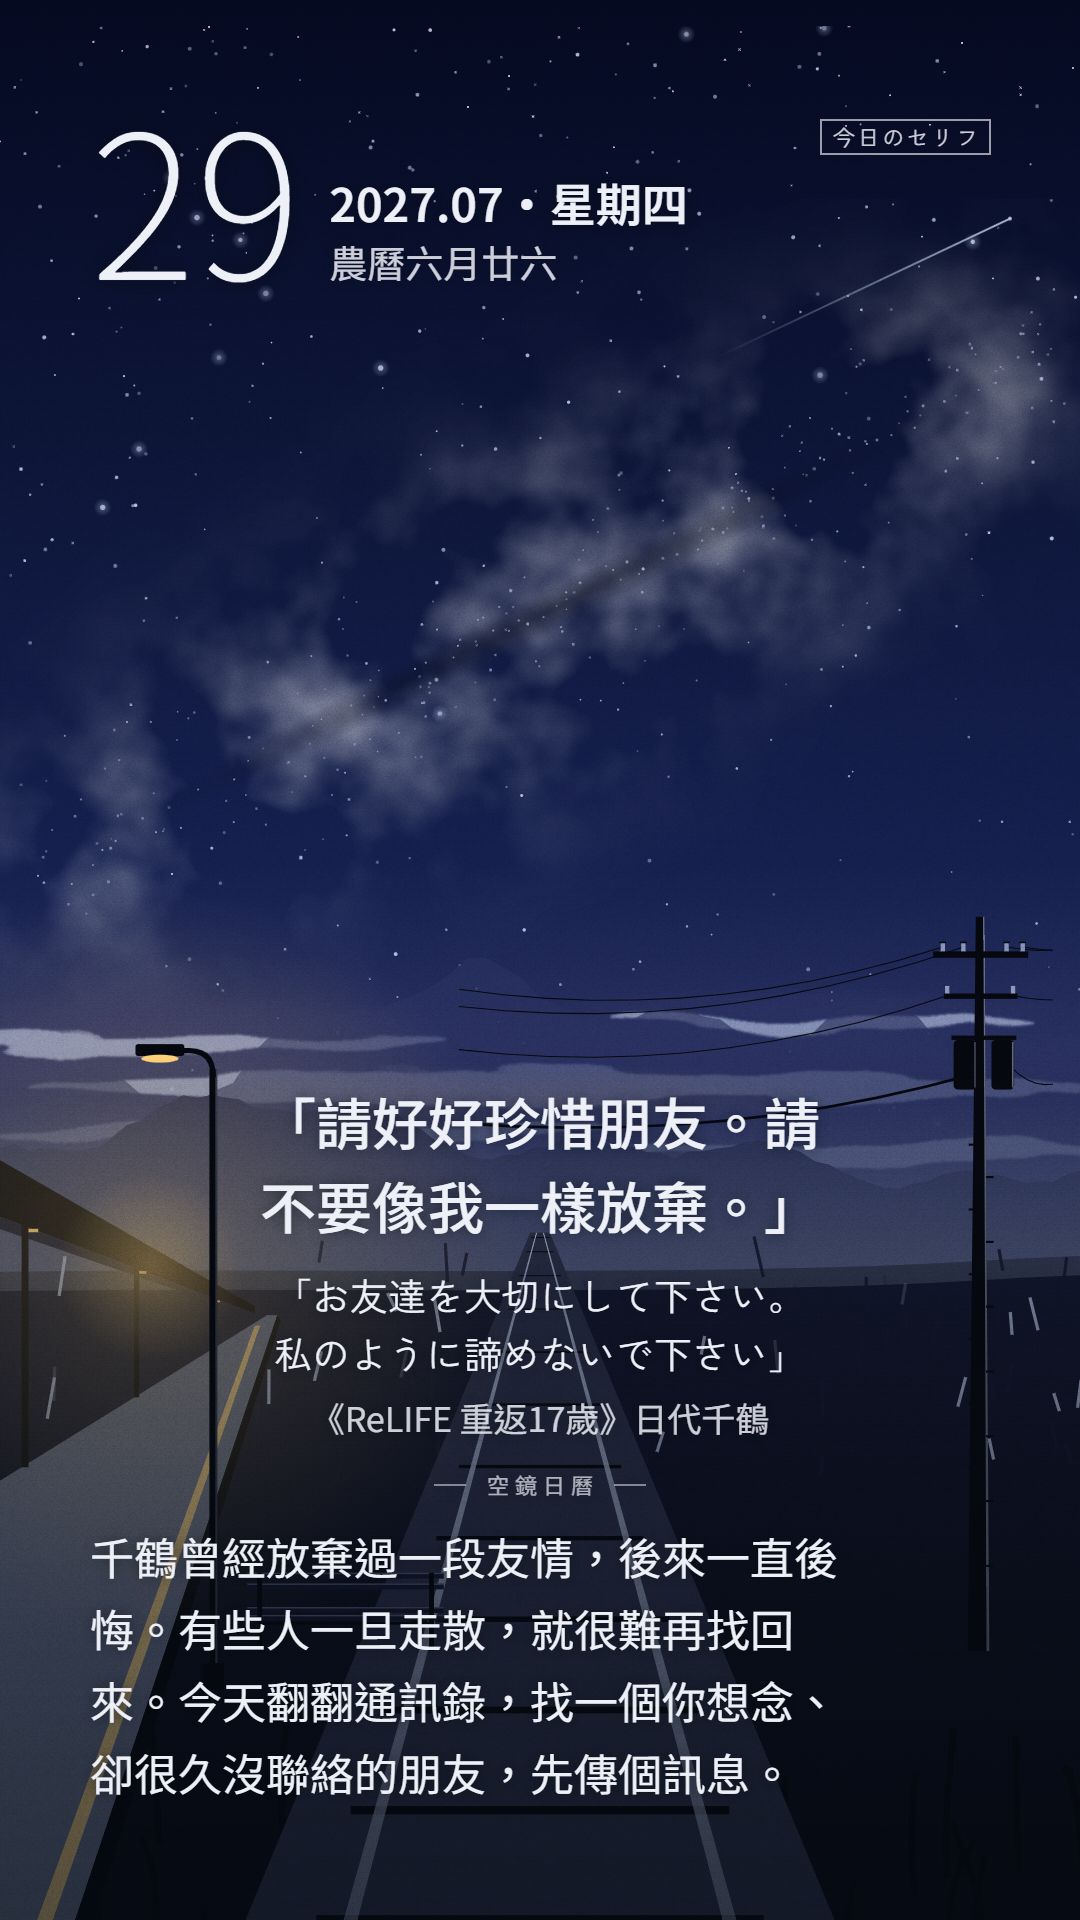 29
今日のセリフ
2027.07・星期四
農曆六月廿六
「請好好珍惜朋友。請
不要像我一樣放棄。」
「お友達を大切にして下さい。
私のように諦めないで下さい」
《ReLIFE 重返17歲》日代千鶴
空鏡日曆
千鶴曾經放棄過一段友情，後來一直後
悔。有些人一旦走散，就很難再找回
來。今天翻翻通訊錄，找一個你想念、
卻很久沒聯絡的朋友，先傳個訊息。